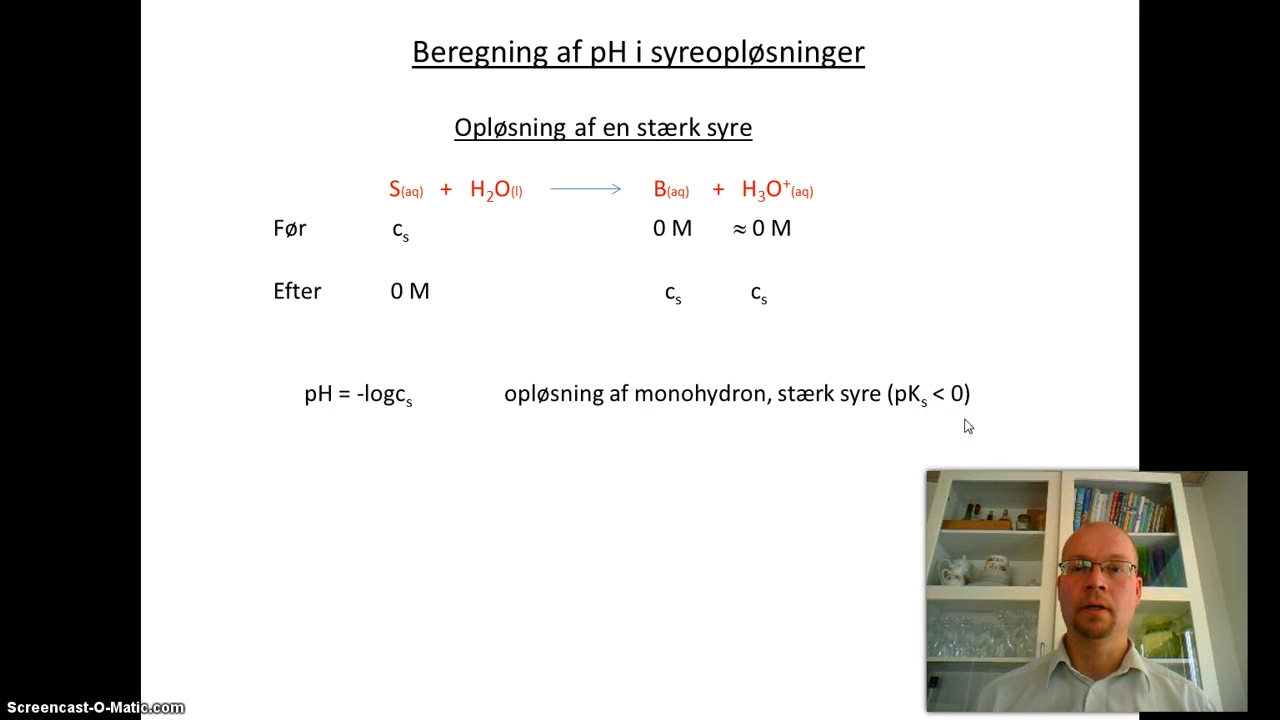 Beregning af pH i syreopløsninger
Opløsning af en stærk syre
S(aq) + H₂O(l) ⟶ B(aq) + H₃O⁺(aq)
Før cₛ 0 M ≈ 0 M
Efter 0 M cₛ cₛ
pH = -logcₛ opløsning af monohydron, stærk syre (pKₛ < 0)
Screencast-O-Matic.com